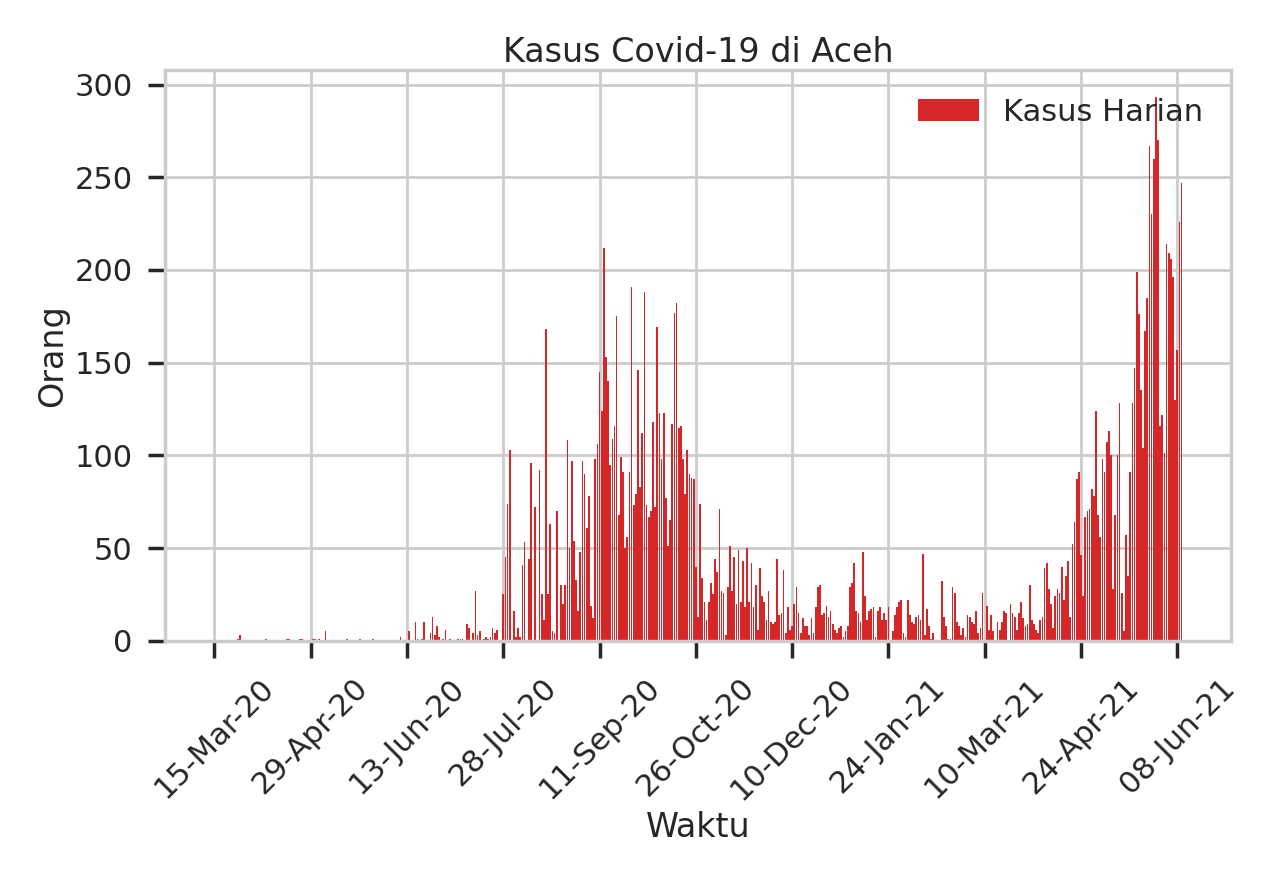 Kasus Covid-19 di Aceh
Kasus Harian
Orang
300
250
200
150
100
50
0
15-Mar-20
29-Apr-20
13-Jun-20
28-Jul-20
11-Sep-20
26-Oct-20
10-Dec-20
24-Jan-21
10-Mar-21
24-Apr-21
08-Jun-21
Waktu